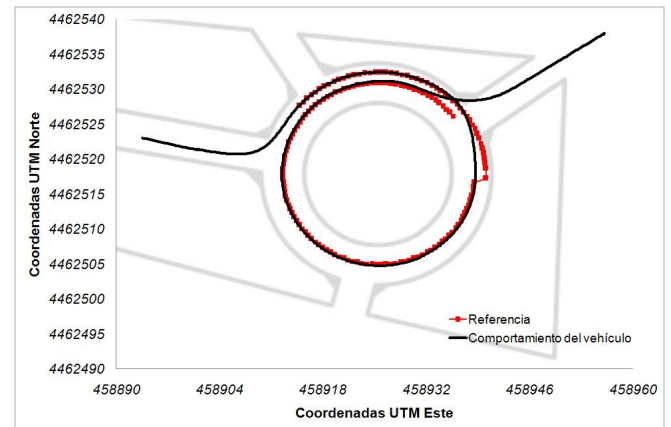 4462540
4462535
4462530
4462525
4462520
4462515
4462510
4462505
4462500
4462495
4462490
Coordenadas UTM Norte
Referencia
Comportamiento del vehículo
458890 458904 458918 458932 458946 458960
Coordenadas UTM Este